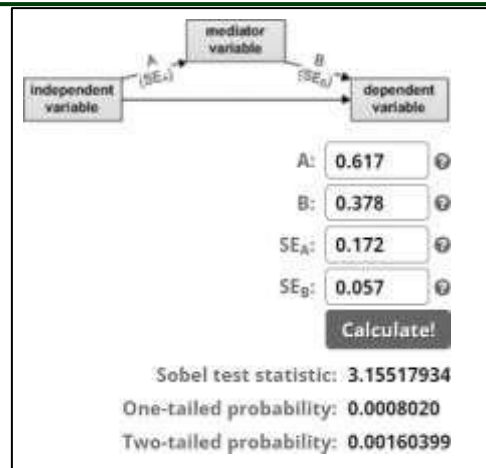 mediator
variable
A
(SEA)
B
(SEB)
independent
variable
dependent
variable
A: 0.617
B: 0.378
SEA: 0.172
SEB: 0.057
Calculate!
Sobel test statistic: 3.15517934
One-tailed probability: 0.0008020
Two-tailed probability: 0.00160399